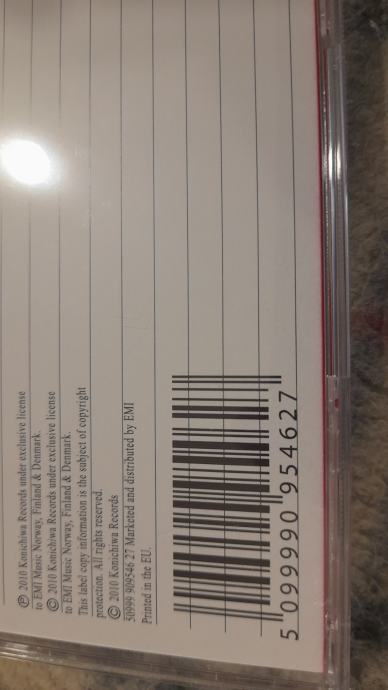 ℗ 2010 Konichiwa Records under exclusive license
to EMI Music Norway, Finland & Denmark.
© 2010 Konichiwa Records under exclusive license
to EMI Music Norway, Finland & Denmark.
This label copy information is the subject of copyright
protection. All rights reserved.
© 2010 Konichiwa Records
50999 909546 27 Marketed and distributed by EMI
Printed in the EU.
5 099990 954627